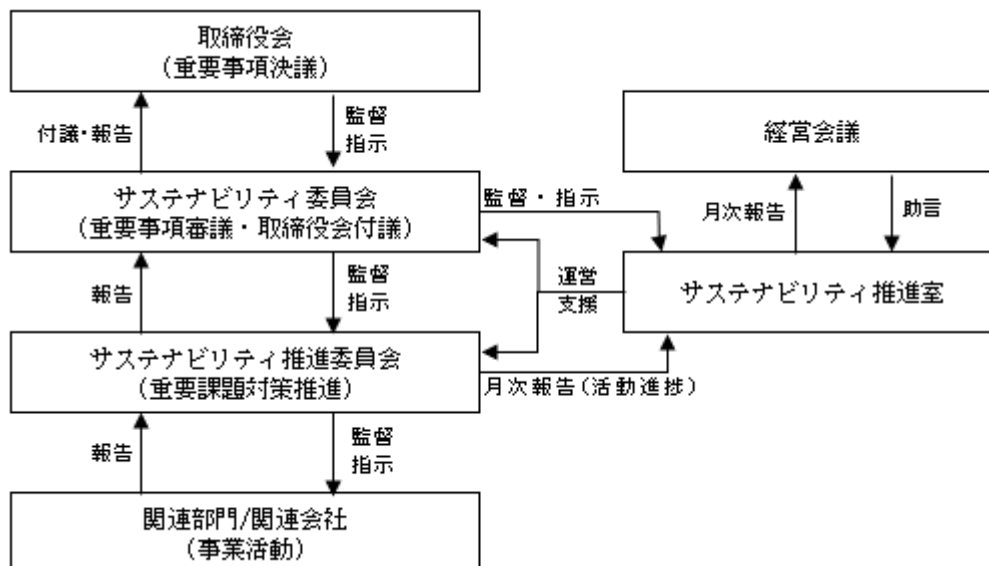 取締役会
（重要事項決議）
付議・報告
監督
指示
経営会議
サステナビリティ委員会
（重要事項審議・取締役会付議）
監督・指示
月次報告
助言
報告
監督
指示
運営
支援
サステナビリティ推進室
サステナビリティ推進委員会
（重要課題対策推進）
月次報告（活動進捗）
報告
監督
指示
関連部門/関連会社
（事業活動）